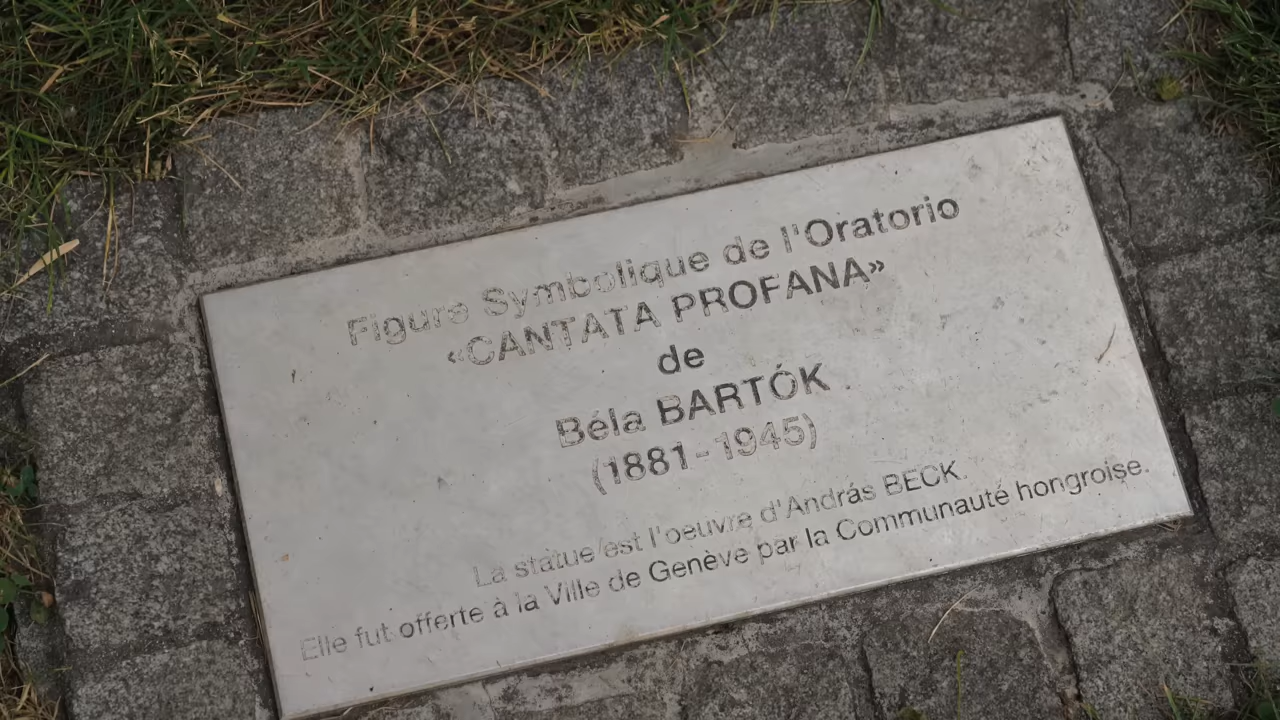 Figure Symbolique de l'Oratorio
«CANTATA PROFANA»
de
Béla BARTÓK
(1881-1945)
La statue est l'oeuvre d'András BECK.
Elle fut offerte à la Ville de Genève par la Communauté hongroise.